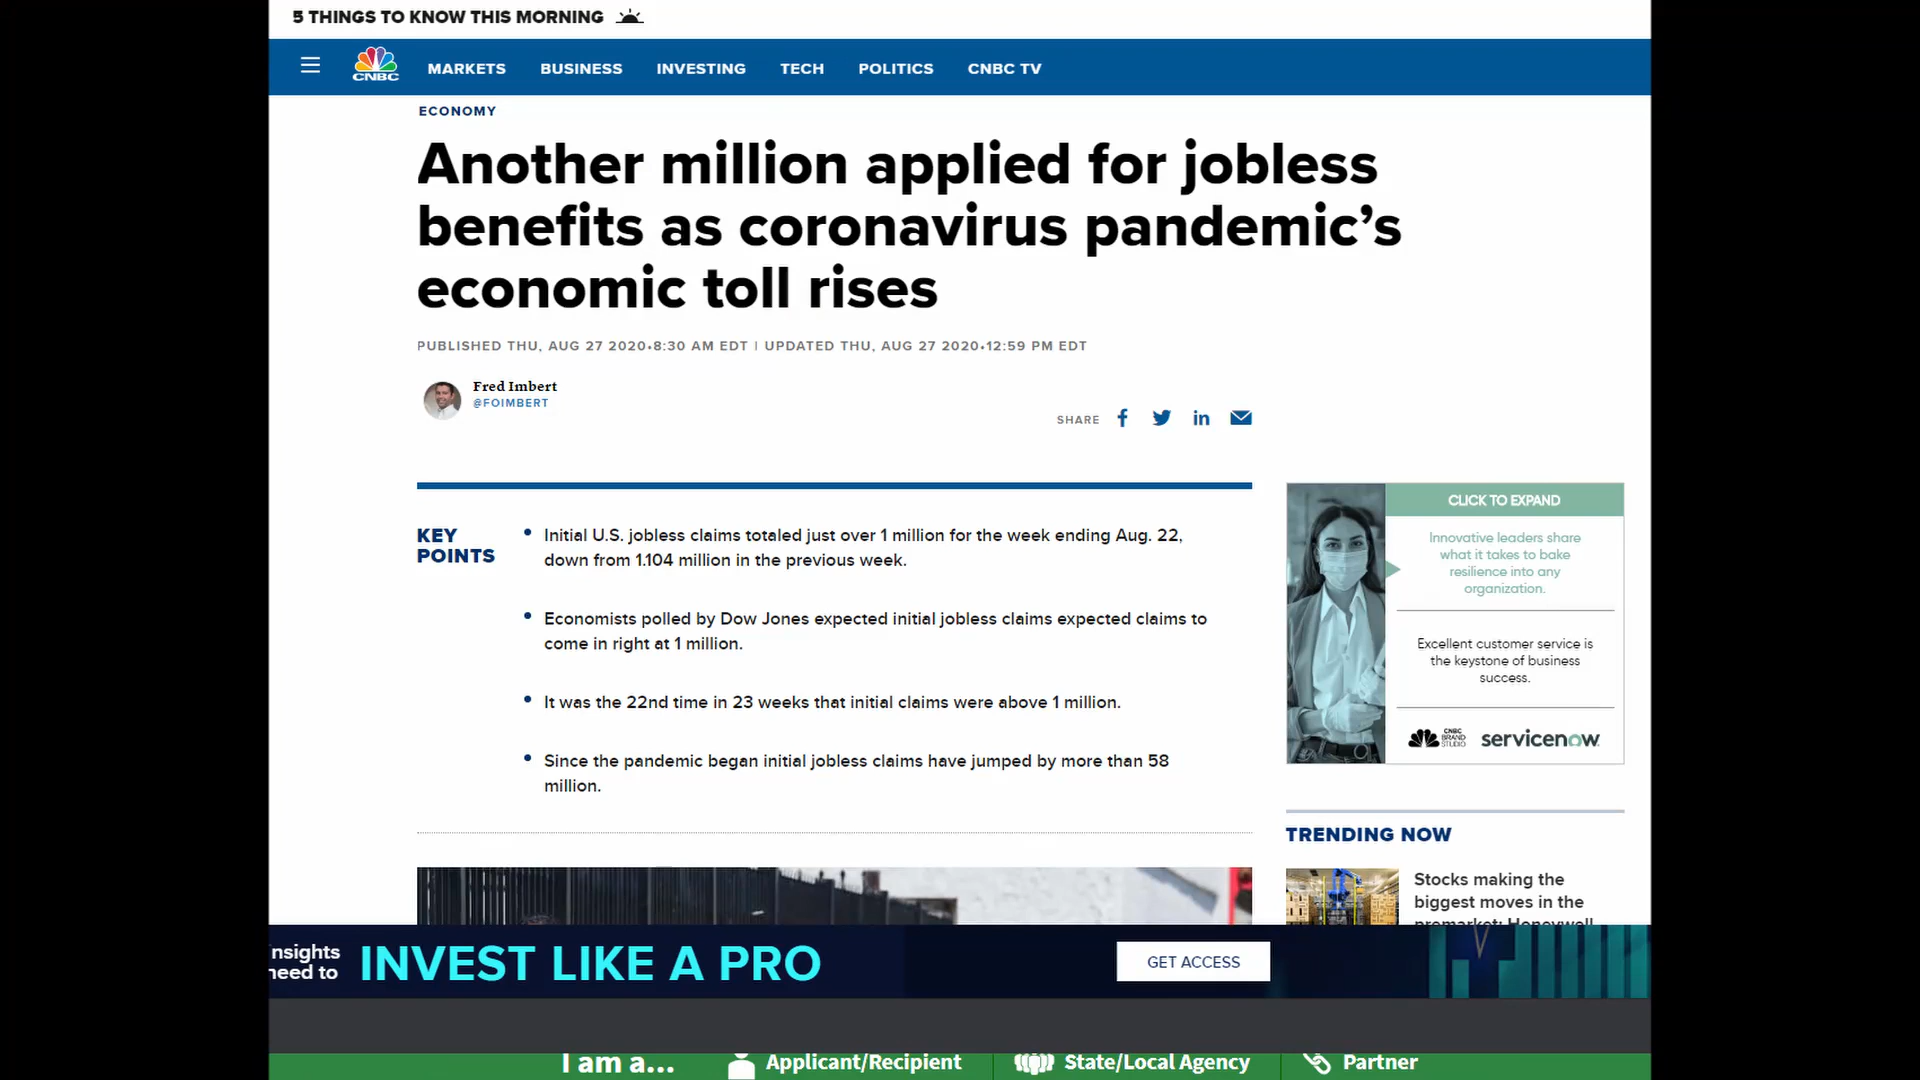 5 THINGS TO KNOW THIS MORNING
CNBC
MARKETS BUSINESS INVESTING TECH POLITICS CNBC TV
ECONOMY
Another million applied for jobless
benefits as coronavirus pandemic’s
economic toll rises
PUBLISHED THU, AUG 27 2020•8:30 AM EDT | UPDATED THU, AUG 27 2020•12:59 PM EDT
Fred Imbert
@FOIMBERT
SHARE
KEY
POINTS
Initial U.S. jobless claims totaled just over 1 million for the week ending Aug. 22,
down from 1.104 million in the previous week.
Economists polled by Dow Jones expected initial jobless claims expected claims to
come in right at 1 million.
It was the 22nd time in 23 weeks that initial claims were above 1 million.
Since the pandemic began initial jobless claims have jumped by more than 58
million.
CLICK TO EXPAND
Innovative leaders share
what it takes to bake
resilience into any
organization.
Excellent customer service is
the keystone of business
success.
CNBC
BRAND
STUDIO
servicenow
TRENDING NOW
Stocks making the
biggest moves in the
premarket: Honeywell
nsights
need to
INVEST LIKE A PRO
GET ACCESS
I am a...
Applicant/Recipient
State/Local Agency
Partner